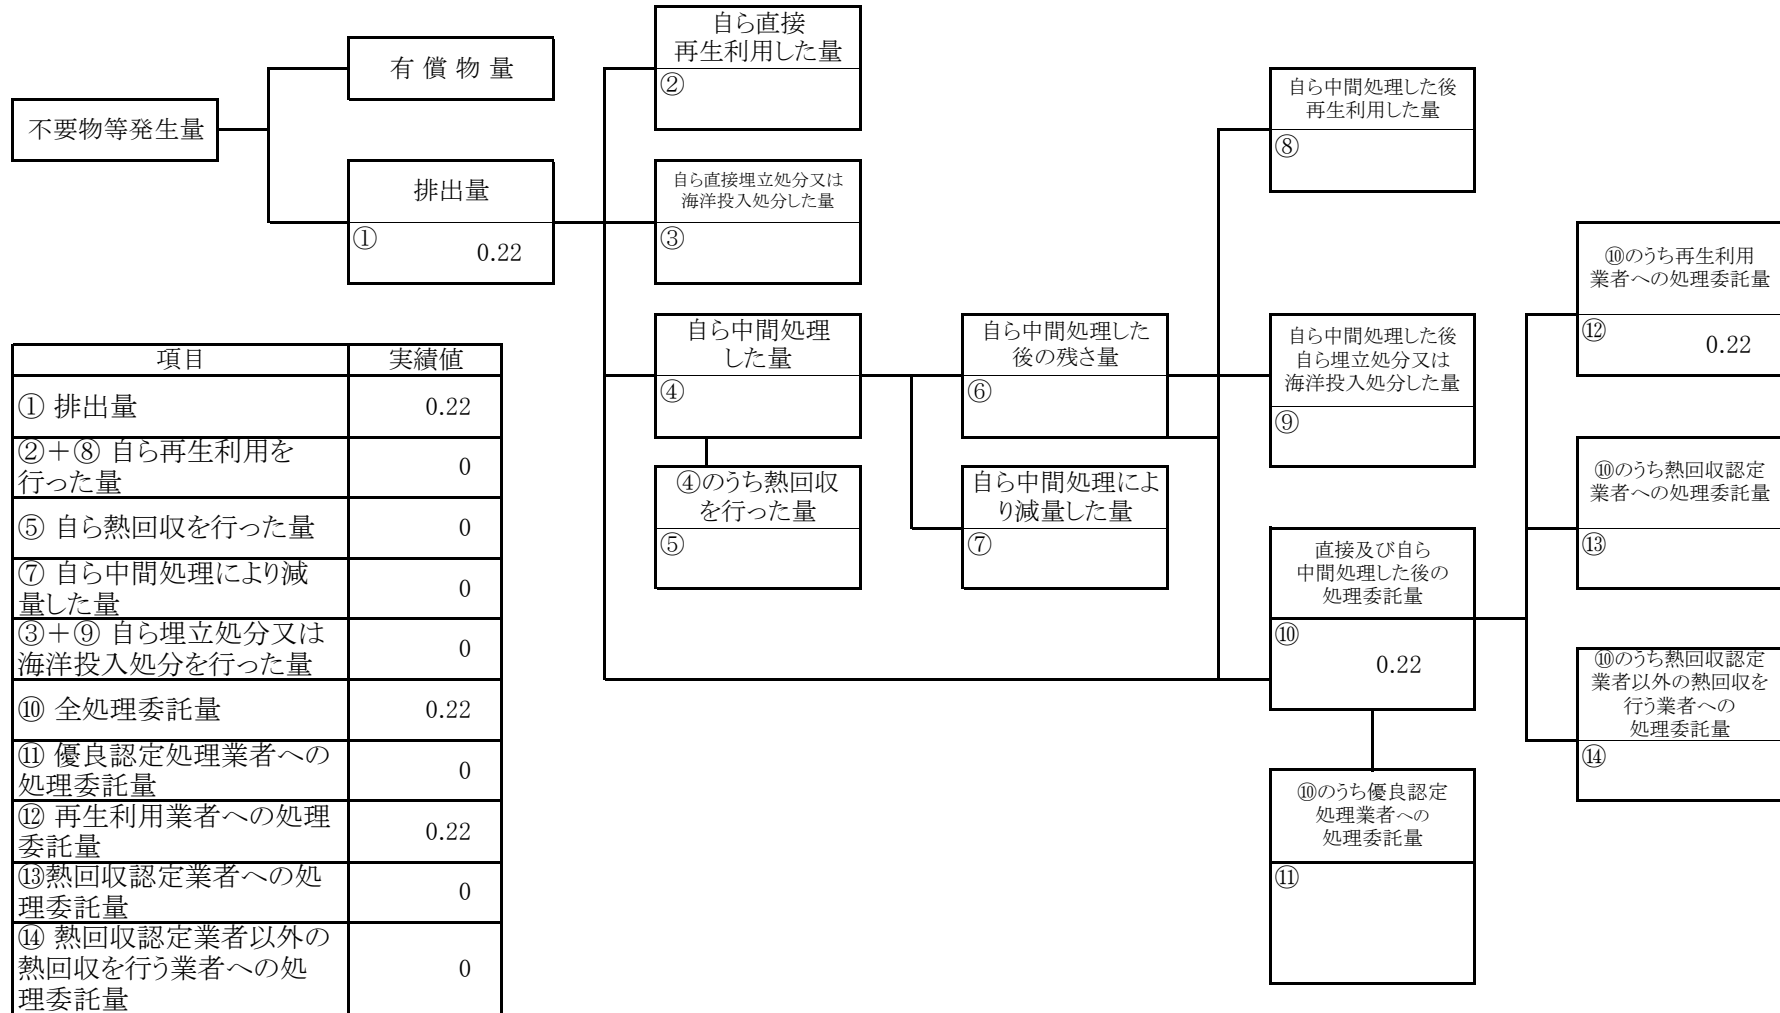 不要物等発生量
有償物量
排出量
①
0.22
自ら直接
再生利用した量
②
自ら直接埋立処分又は
海洋投入処分した量
③
自ら中間処理
した量
④
④のうち熱回収
を行った量
⑤
自ら中間処理した
後の残さ量
⑥
自ら中間処理によ
り減量した量
⑦
自ら中間処理した後
再生利用した量
⑧
自ら中間処理した後
自ら埋立処分又は
海洋投入処分した量
⑨
直接及び自ら
中間処理した後の
処理委託量
⑩
0.22
⑩のうち優良認定
処理業者への
処理委託量
⑪
⑩のうち再生利用
業者への処理委託量
⑫
0.22
⑩のうち熱回収認定
業者への処理委託量
⑬
⑩のうち熱回収認定
業者以外の熱回収を
行う業者への
処理委託量
⑭
項目 実績値
① 排出量 0.22
②＋⑧ 自ら再生利用を
行った量 0
⑤ 自ら熱回収を行った量 0
⑦ 自ら中間処理により減
量した量 0
③＋⑨ 自ら埋立処分又は
海洋投入処分を行った量 0
⑩ 全処理委託量 0.22
⑪ 優良認定処理業者への
処理委託量 0
⑫ 再生利用業者への処理
委託量 0.22
⑬熱回収認定業者への処
理委託量 0
⑭ 熱回収認定業者以外の
熱回収を行う業者への処 0
理委託量